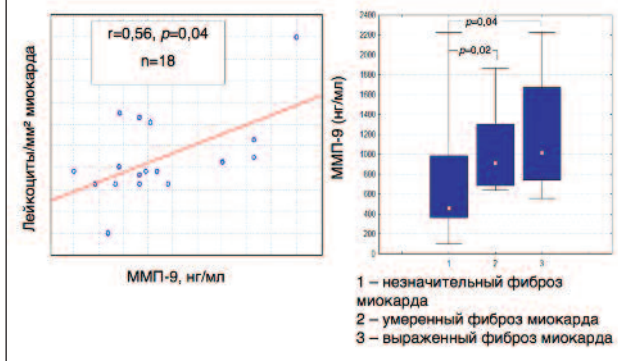 r=0,56, p=0,04
n=18
Лейкоциты/мм² миокарда
ММП-9, нг/мл
ММП-9 (нг/мл)
2400
2200
2000
1800
1600
1400
1200
1000
800
600
400
200
0
p=0,04
p=0,02
1
2
3
1 – незначительный фиброз
миокарда
2 – умеренный фиброз миокарда
3 – выраженный фиброз миокарда